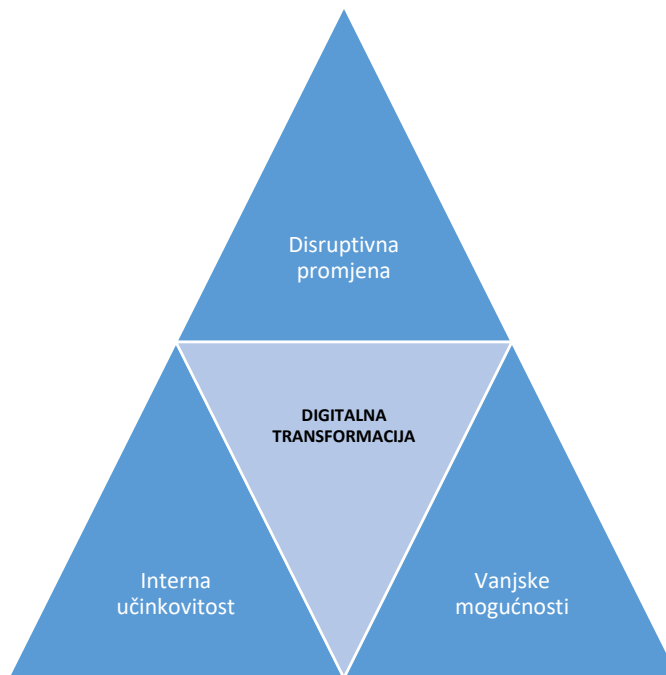 Disruptivna
promjena
DIGITALNA
TRANSFORMACIJA
Interna
učinkovitost
Vanjske
mogućnosti